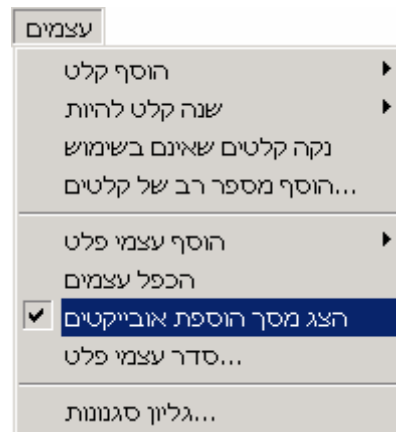 עצמים
הוסף קלט
שנה קלט להיות
נקה קלטים שאינם בשימוש
הוסף מספר רב של קלטים...
הוסף עצמי פלט
הכפל עצמים
הצג מסך הוספת אובייקטים
סדר עצמי פלט...
גליון סגנונות...